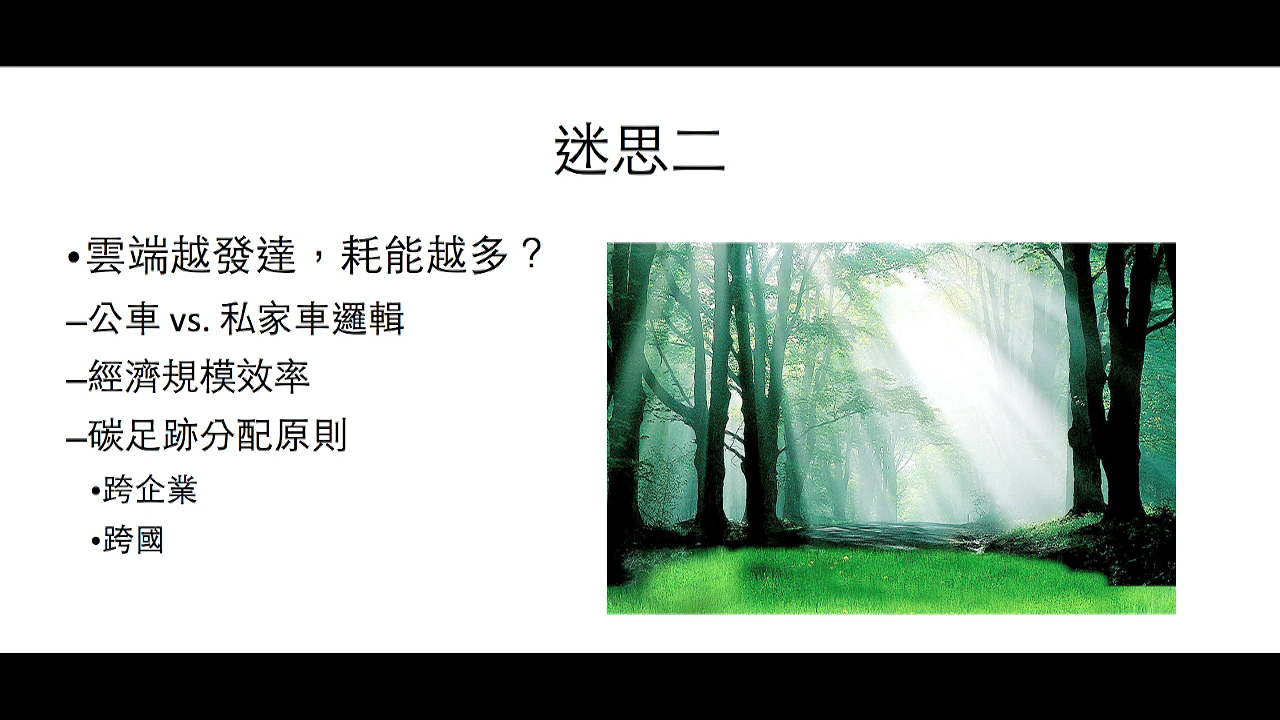 迷思二
•雲端越發達，耗能越多？
–公車 vs. 私家車邏輯
–經濟規模效率
–碳足跡分配原則
•跨企業
•跨國